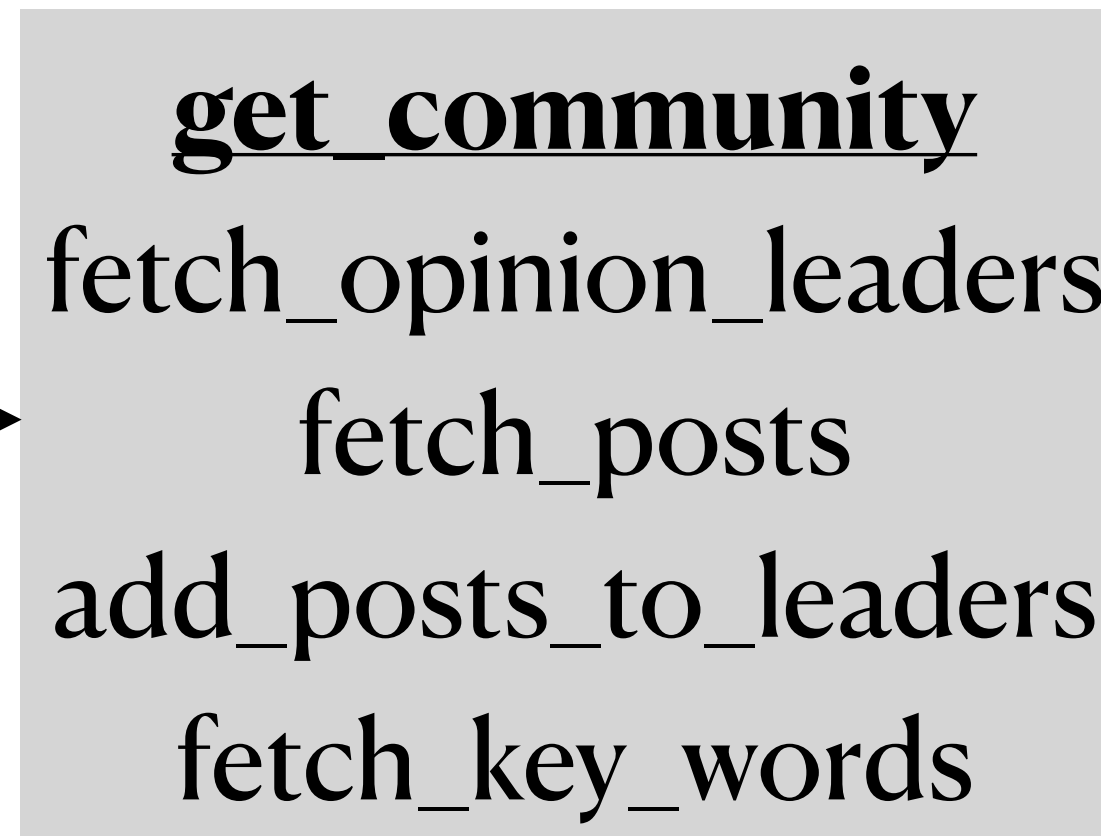 get_community
fetch_opinion_leaders
fetch_posts
add_posts_to_leaders
fetch_key_words